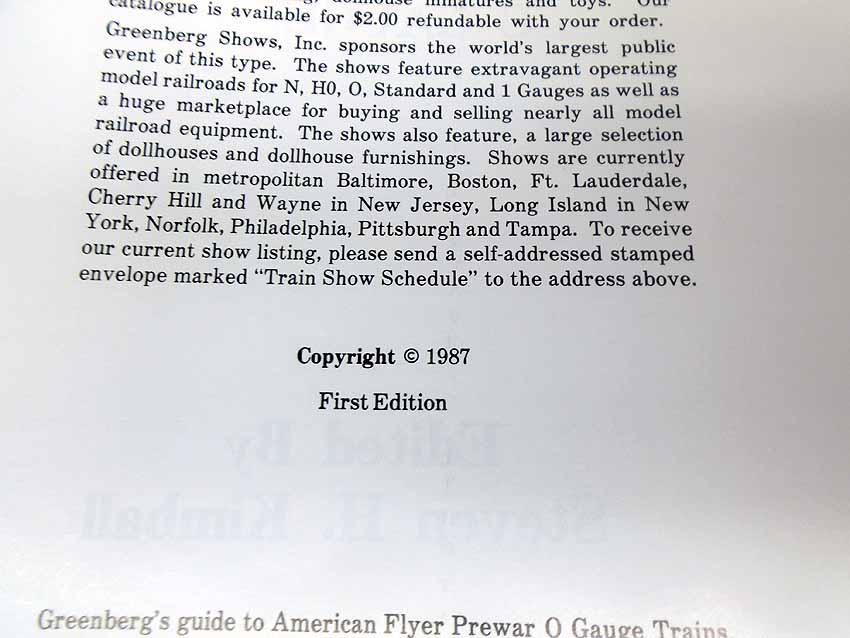 catalogue is available for $2.00 refundable with your order.
Greenberg Shows, Inc. sponsors the world's largest public
event of this type. The shows feature extravagant operating
model railroads for N, H0, O, Standard and 1 Gauges as well as
a huge marketplace for buying and selling nearly all model
railroad equipment. The shows also feature, a large selection
of dollhouses and dollhouse furnishings. Shows are currently
offered in metropolitan Baltimore, Boston, Ft. Lauderdale,
Cherry Hill and Wayne in New Jersey, Long Island in New
York, Norfolk, Philadelphia, Pittsburgh and Tampa. To receive
our current show listing, please send a self-addressed stamped
envelope marked "Train Show Schedule" to the address above.
Copyright © 1987
First Edition
Edited By
Steven H. Kimball
Greenberg's guide to American Flyer Prewar O Gauge Trains